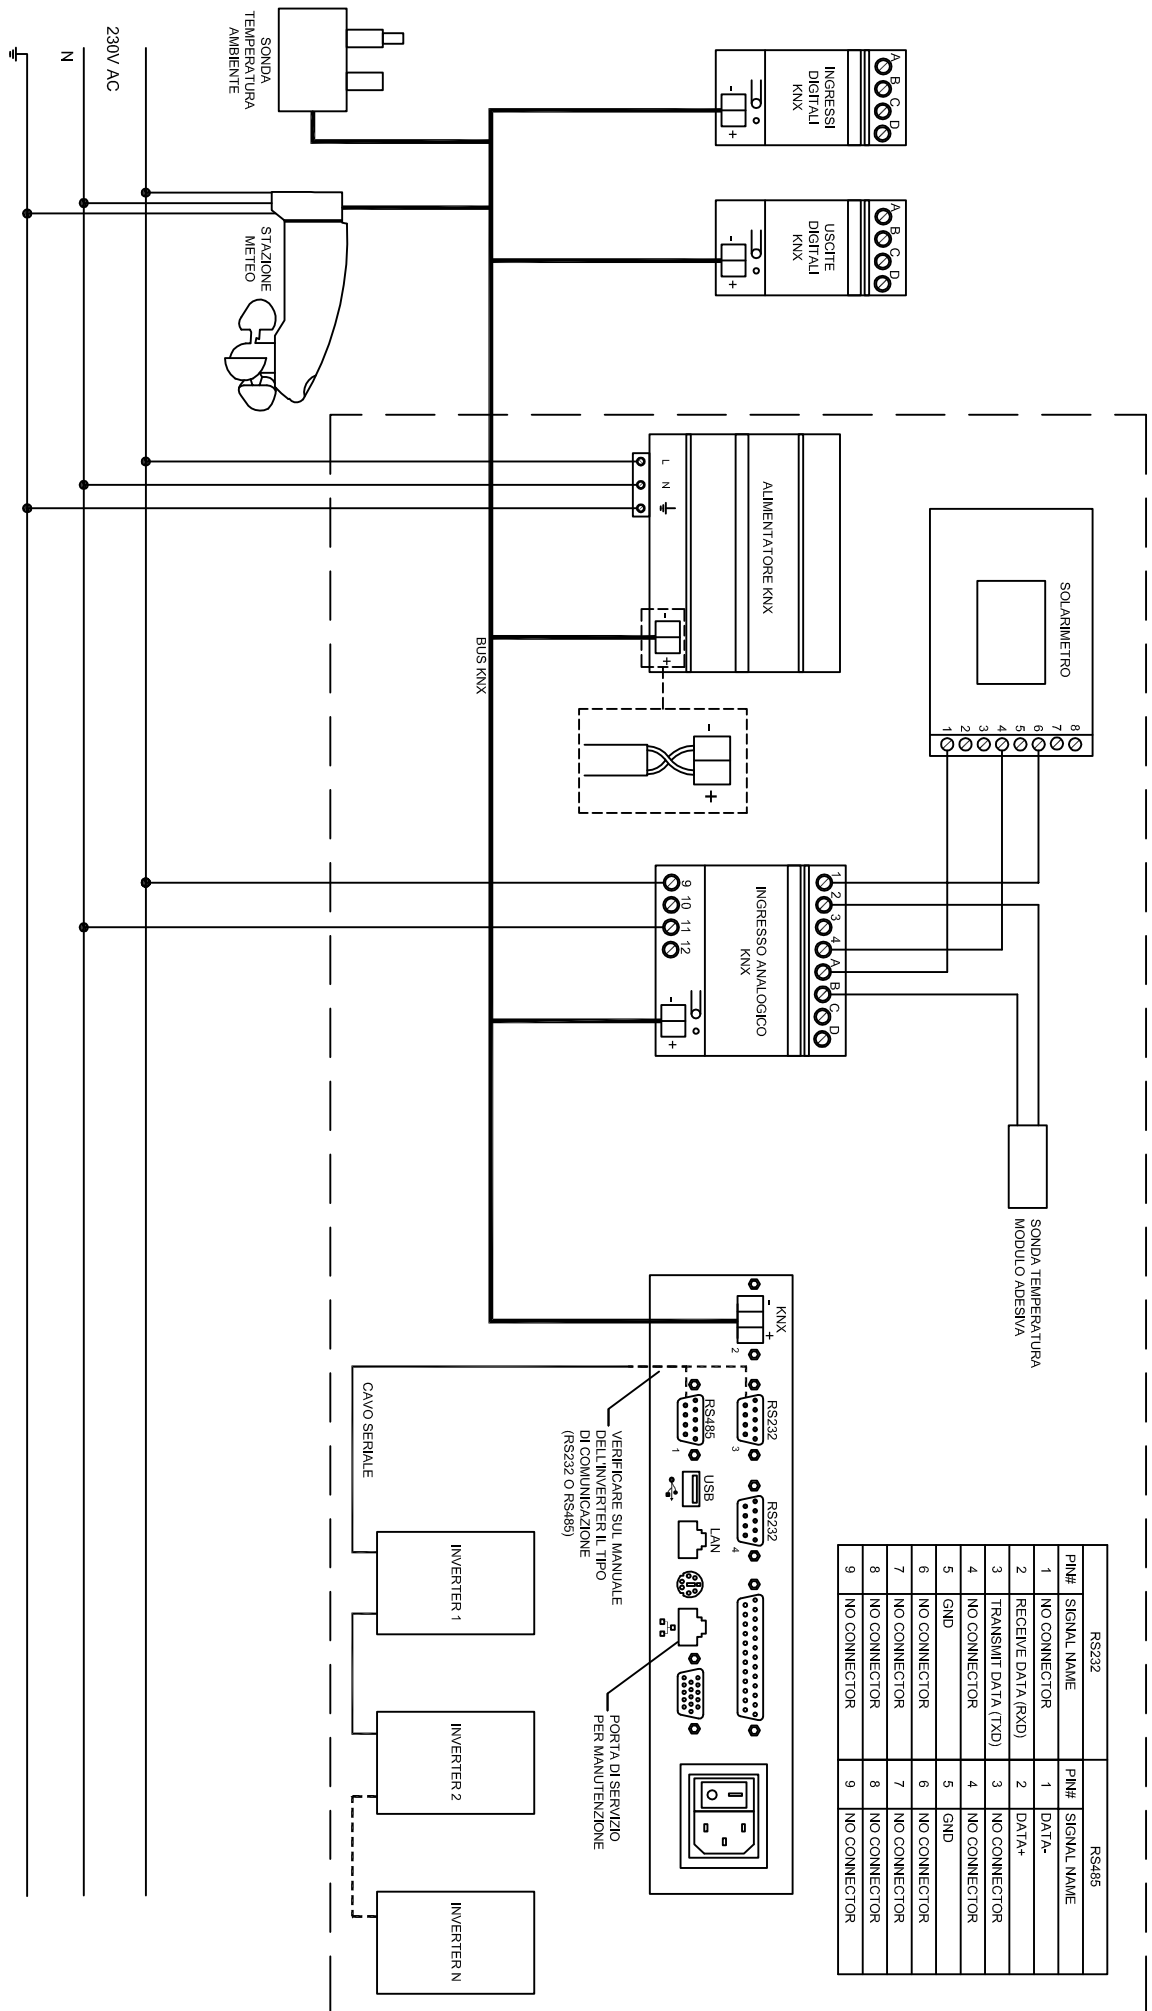 RS232
RS485
PIN#
SIGNAL NAME
PIN#
SIGNAL NAME
1
NO CONNECTOR
1
DATA-
2
RECEIVE DATA (RXD)
2
DATA+
3
TRANSMIT DATA (TXD)
3
NO CONNECTOR
4
NO CONNECTOR
4
NO CONNECTOR
5
GND
5
GND
6
NO CONNECTOR
6
NO CONNECTOR
7
NO CONNECTOR
7
NO CONNECTOR
8
NO CONNECTOR
8
NO CONNECTOR
9
NO CONNECTOR
9
NO CONNECTOR
SOLARIMETRO
1 2 3 4 5 6 7 8
SONDA TEMPERATURA
MODULO ADESIVA
A B C D
INGRESSI
DIGITALI
KNX
- +
A B C D
USCITE
DIGITALI
KNX
- +
ALIMENTATORE KNX
L N
- +
- +
1 2 3 4 A B C D
INGRESSO ANALOGICO
KNX
9 10 11 12
- +
KNX
- +
2
RS232
3
RS232
4
RS485
1
USB
LAN
VERIFICARE SUL MANUALE
DELL'INVERTER IL TIPO
DI COMUNICAZIONE
(RS232 O RS485)
PORTA DI SERVIZIO
PER MANUTENZIONE
BUS KNX
CAVO SERIALE
INVERTER 1
INVERTER 2
INVERTER N
SONDA
TEMPERATURA
AMBIENTE
STAZIONE
METEO
230V AC
N